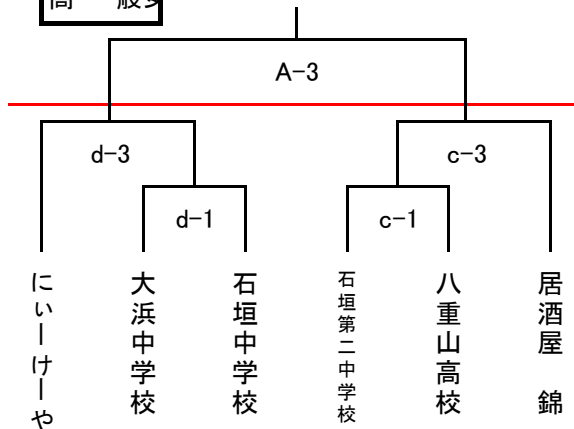 A-3
d-3
c-3
d-1
c-1
にぃーけーや
大浜中学校
石垣中学校
石垣第二中学校
八重山高校
居酒屋　錦